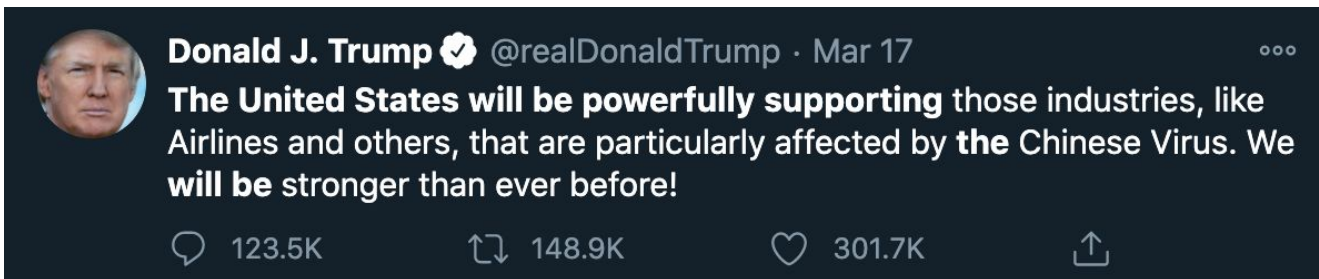 Donald J. Trump @realDonaldTrump · Mar 17
The United States will be powerfully supporting those industries, like
Airlines and others, that are particularly affected by the Chinese Virus. We
will be stronger than ever before!
123.5K 148.9K 301.7K